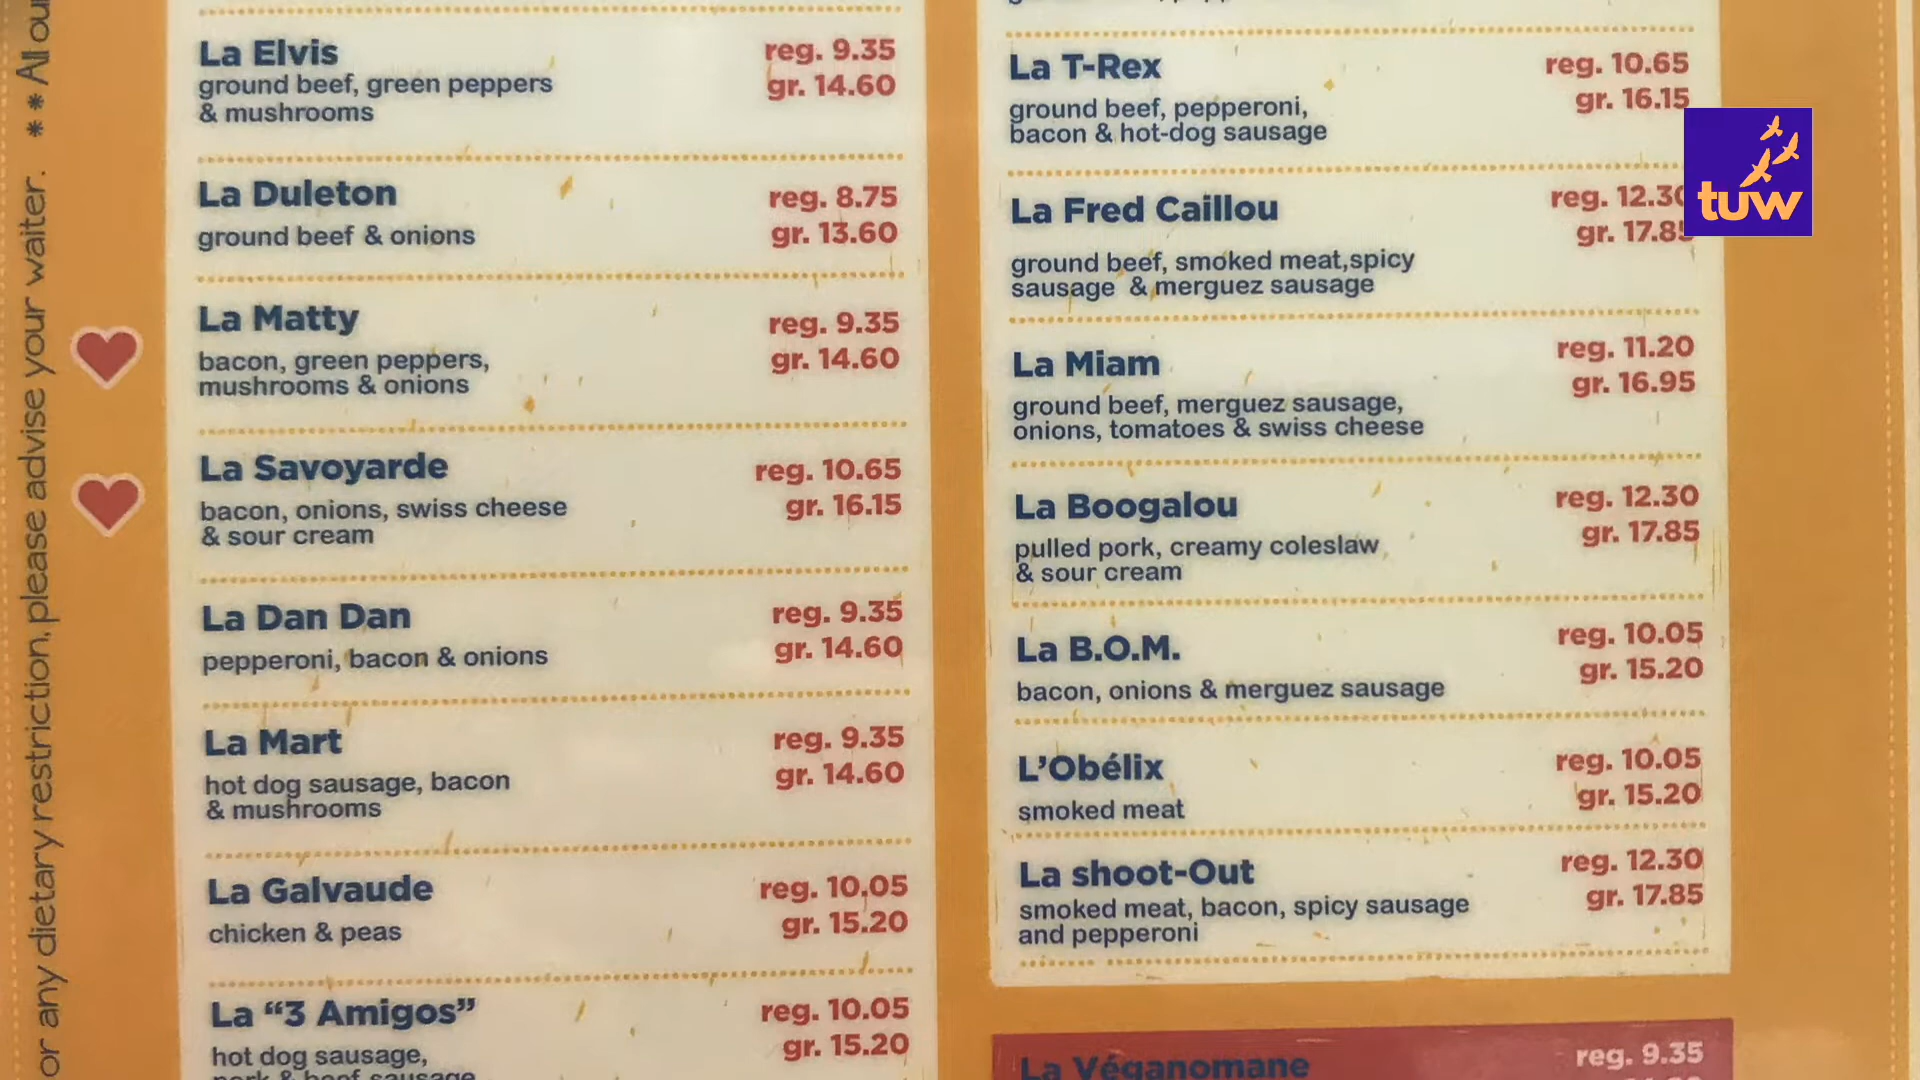 or any dietary restriction, please advise your waiter. ** All our
La Elvis
reg. 9.35
ground beef, green peppers
gr. 14.60
& mushrooms
La Duleton
reg. 8.75
ground beef & onions
gr. 13.60
La Matty
reg. 9.35
bacon, green peppers,
gr. 14.60
mushrooms & onions
La Savoyarde
reg. 10.65
bacon, onions, swiss cheese
gr. 16.15
& sour cream
La Dan Dan
reg. 9.35
pepperoni, bacon & onions
gr. 14.60
La Mart
reg. 9.35
hot dog sausage, bacon
gr. 14.60
& mushrooms
La Galvaude
reg. 10.05
chicken & peas
gr. 15.20
La “3 Amigos”
reg. 10.05
hot dog sausage,
gr. 15.20
pork & beef sausage
La T-Rex
reg. 10.65
ground beef, pepperoni,
gr. 16.15
bacon & hot-dog sausage
La Fred Caillou
reg. 12.30
gr. 17.85
ground beef, smoked meat,spicy
sausage & merguez sausage
La Miam
reg. 11.20
ground beef, merguez sausage,
gr. 16.95
onions, tomatoes & swiss cheese
La Boogalou
reg. 12.30
pulled pork, creamy coleslaw
gr. 17.85
& sour cream
La B.O.M.
reg. 10.05
bacon, onions & merguez sausage
gr. 15.20
L’Obélix
reg. 10.05
smoked meat
gr. 15.20
La shoot-Out
reg. 12.30
smoked meat, bacon, spicy sausage
gr. 17.85
and pepperoni
La Véganomane
reg. 9.35
tuw